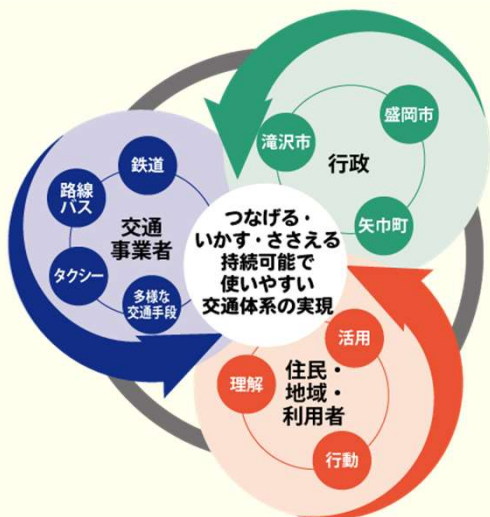 盛岡市
滝沢市
行政
矢巾町
鉄道
路線
バス
交通
事業者
タクシー
多様な
交通手段
つなげる・
いかす・ささえる
持続可能で
使いやすい
交通体系の実現
活用
理解
住民・
地域・
利用者
行動